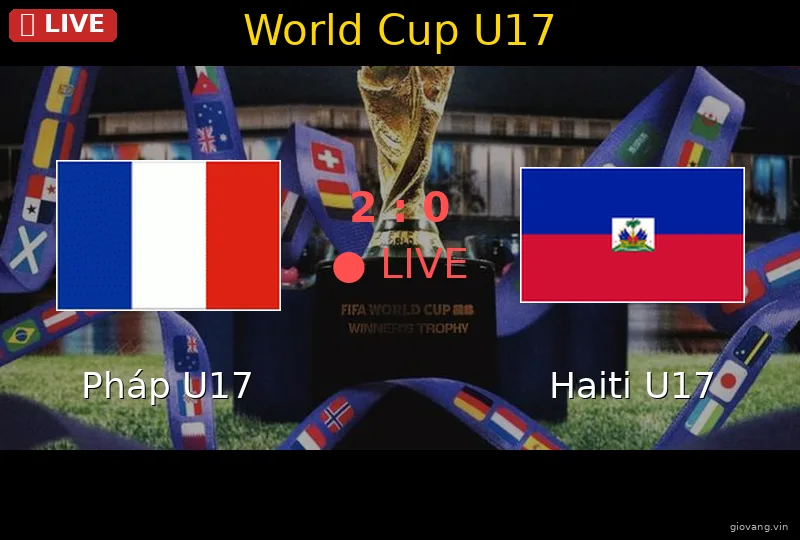 LIVE
World Cup U17
2 : 0
LIVE
FIFA WORLD CUP
WINNER'S TROPHY
Pháp U17
Haiti U17
giovang.vin